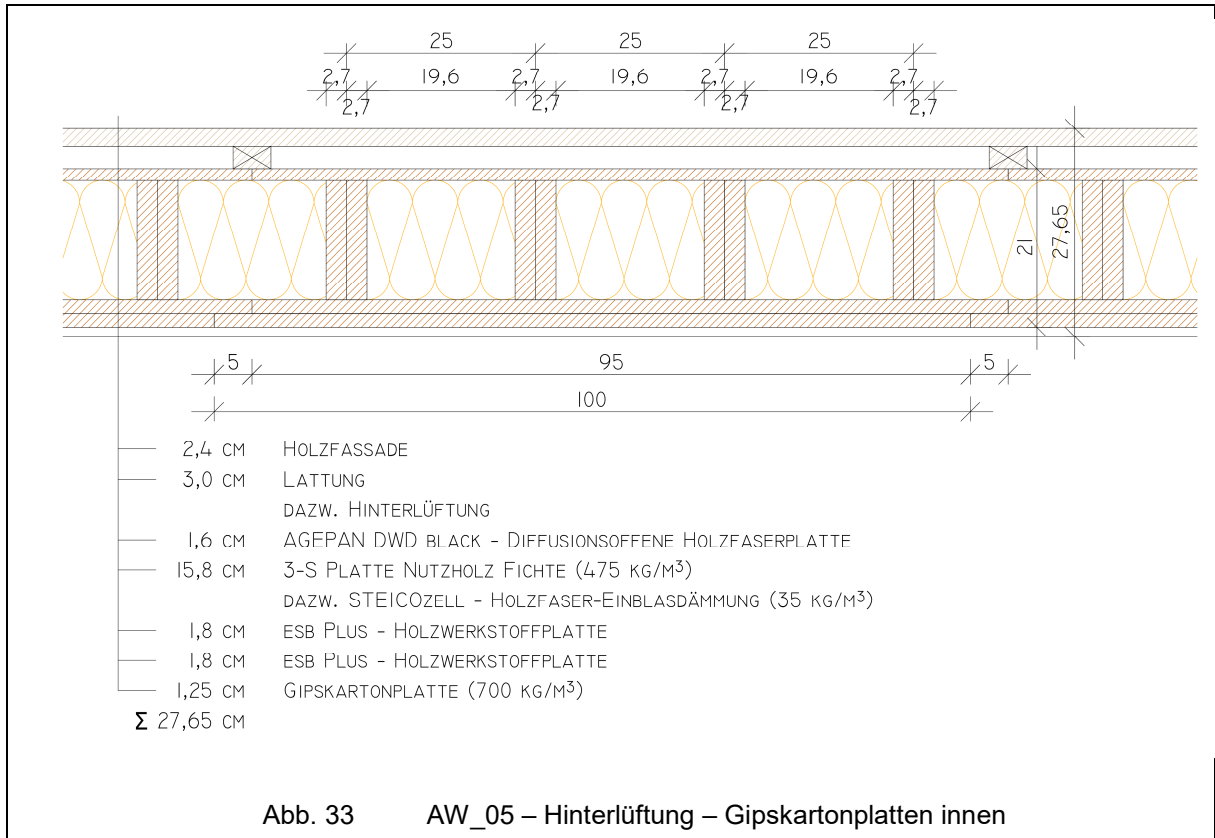 25 25 25
2,7 19,6 2,7 19,6 2,7 19,6 2,7
2,7 2,7 2,7 2,7
21
27,65
5 95 5
100
2,4 CM HOLZFASSADE
3,0 CM LATTUNG
DAZW. HINTERLÜFTUNG
1,6 CM AGEPAN DWD BLACK - DIFFUSIONSOFFENE HOLZFASERPLATTE
15,8 CM 3-S PLATTE NUTZHOLZ FICHTE (475 KG/M³)
DAZW. STEICOZELL - HOLZFASER-EINBLASDÄMMUNG (35 KG/M³)
1,8 CM ESB PLUS - HOLZWERKSTOFFPLATTE
1,8 CM ESB PLUS - HOLZWERKSTOFFPLATTE
1,25 CM GIPSKARTONPLATTE (700 KG/M³)
Σ 27,65 CM
Abb. 33 AW_05 – Hinterlüftung – Gipskartonplatten innen